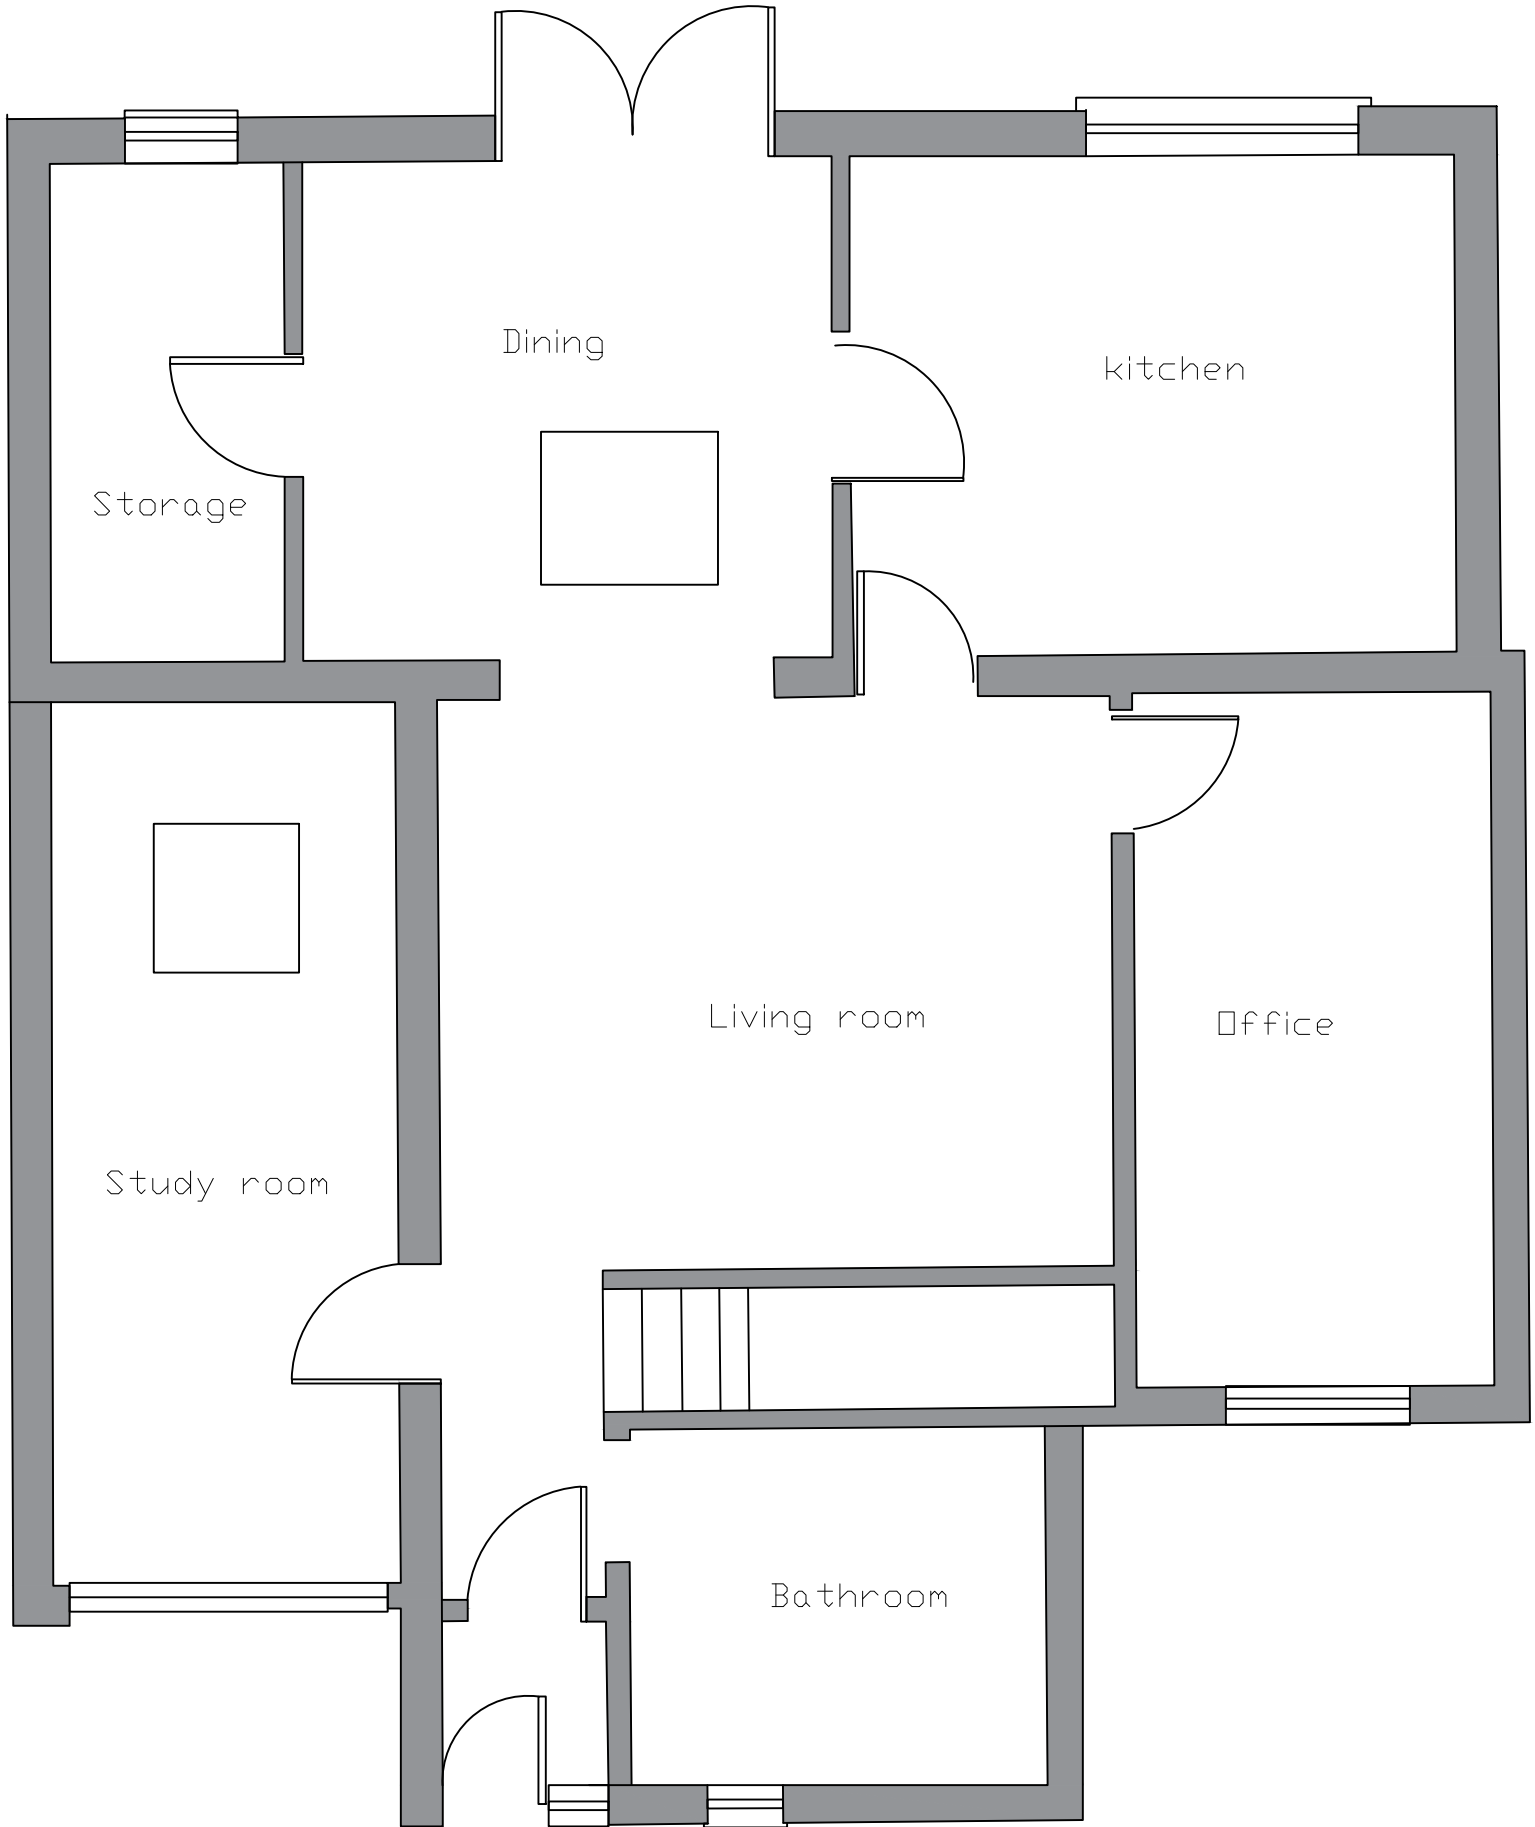 Dining
kitchen
Storage
Living room
Office
Study room
Bathroom